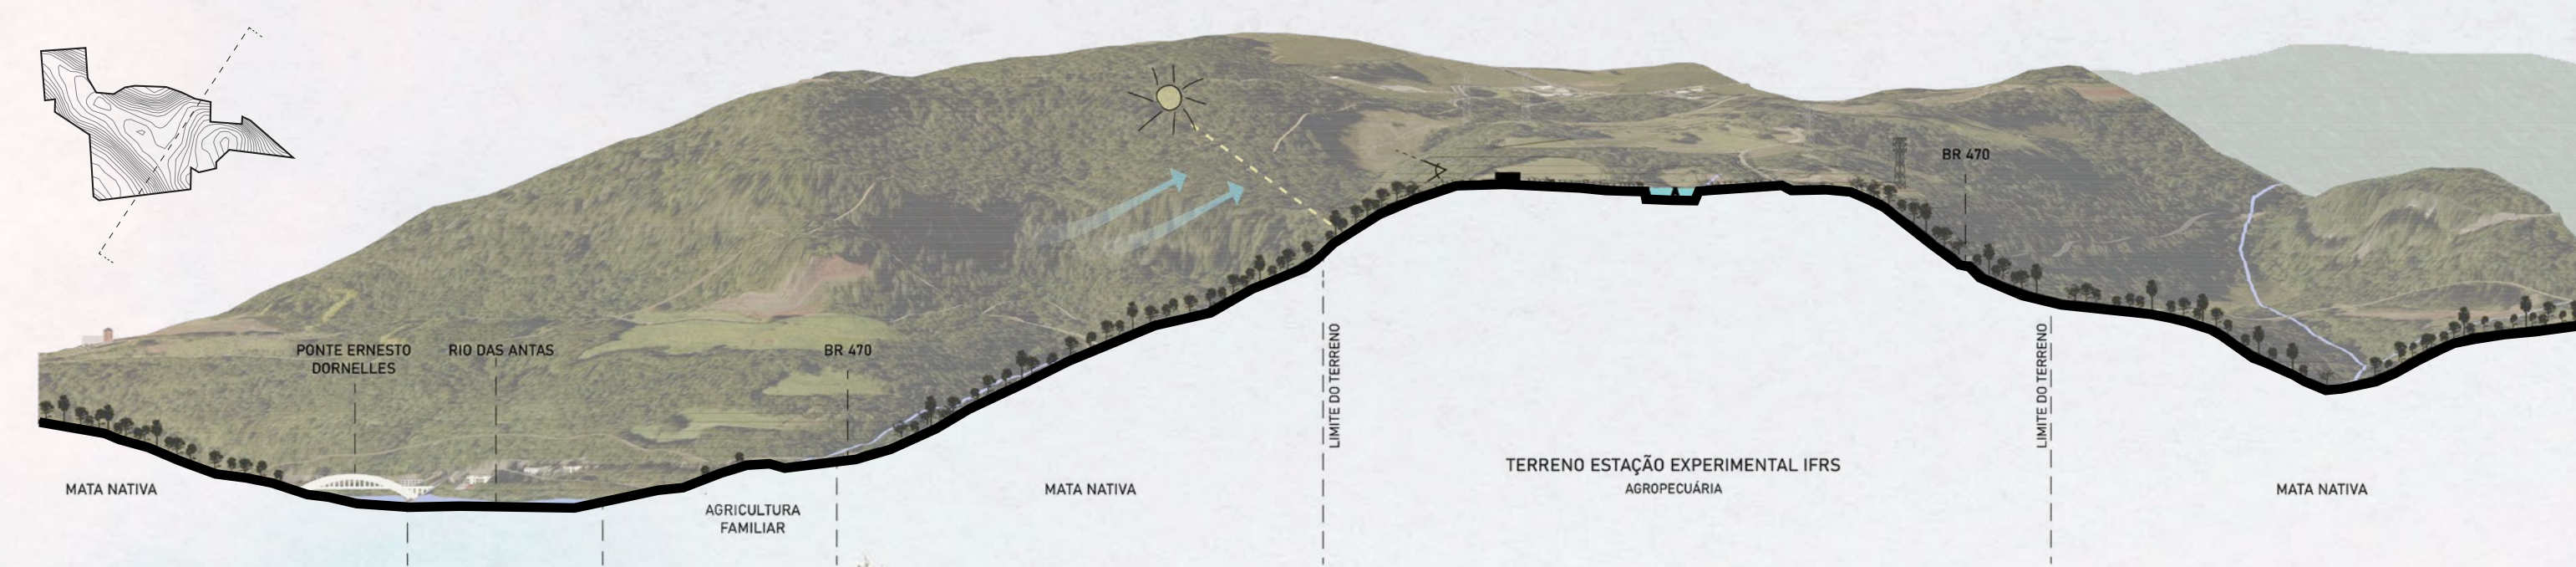 BR 470
PONTE ERNESTO
DORNELLES
RIO DAS ANTAS
BR 470
LIMITE DO TERRENO
LIMITE DO TERRENO
MATA NATIVA
AGRICULTURA
FAMILIAR
MATA NATIVA
TERRENO ESTAÇÃO EXPERIMENTAL IFRS
AGROPECUÁRIA
MATA NATIVA